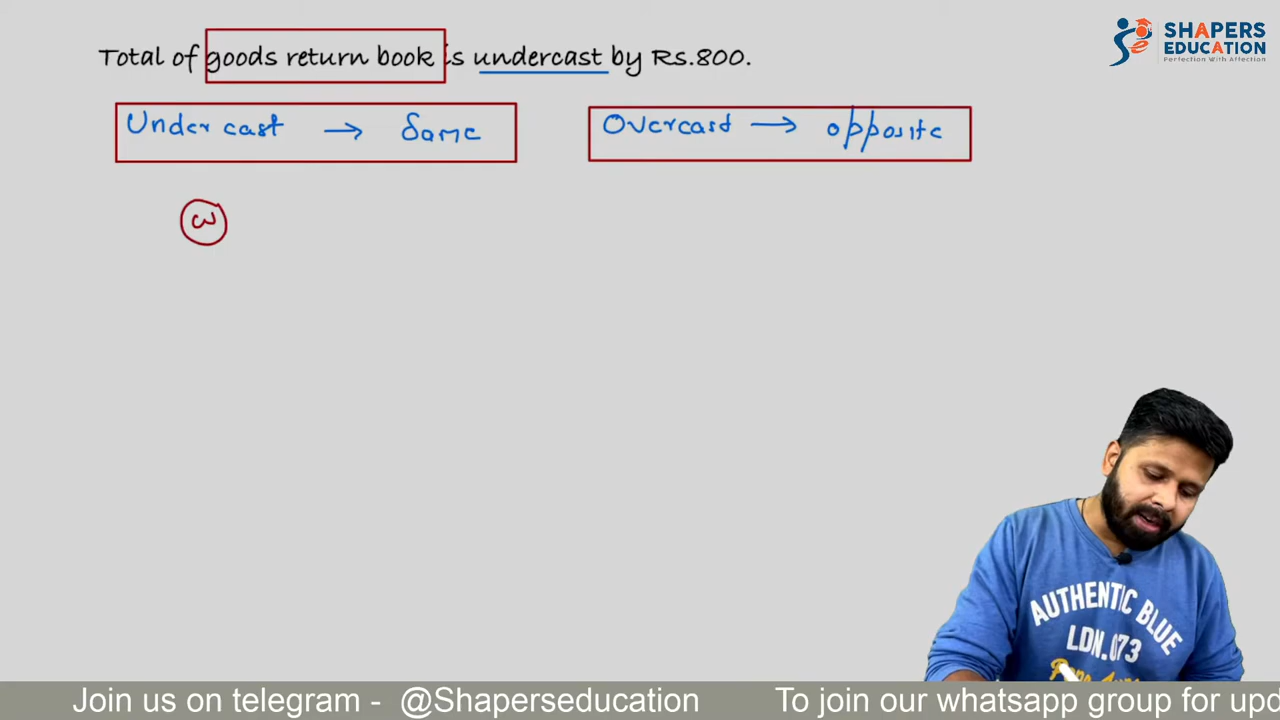 Total of goods return book is undercast by Rs.800.
SHAPERS
EDUCATION
Perfection With Affection
Under cast → Same
Overcast → opposite
W
AUTHENTIC BLUE
LDN.073
Join us on telegram - @Shaperseducation To join our whatsapp group for upd